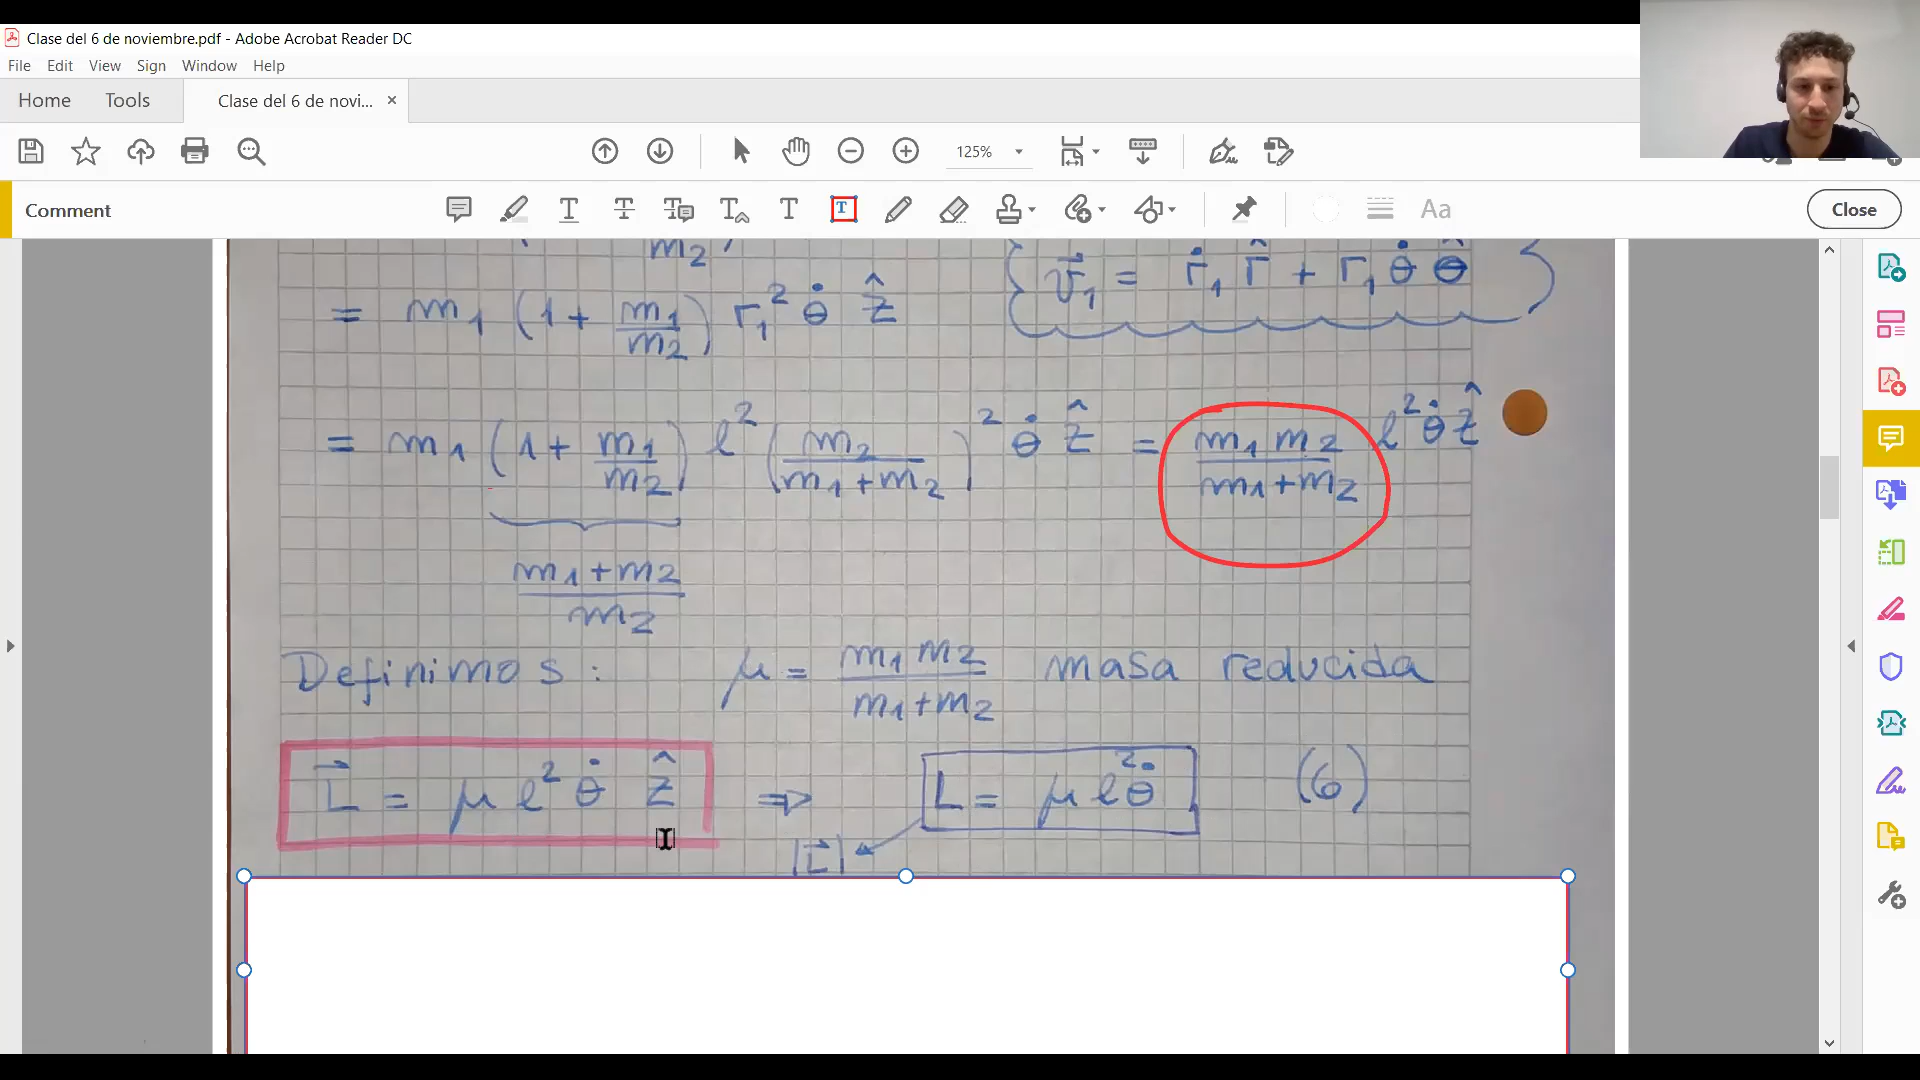 Clase del 6 de noviembre.pdf - Adobe Acrobat Reader DC
File Edit View Sign Window Help
Home Tools Clase del 6 de novi... ×
125%
Comment Close
m₂
= m₁ (1 + m₁/m₂) r₁² θ̇ ẑ
v⃗₁ = ṙ₁ r̂ + r₁ θ̇ θ̂
= m₁ (1 + m₁/m₂) l² (m₂/(m₁+m₂))² θ̇ ẑ = m₁ m₂/(m₁+m₂) l² θ̇ ẑ
(m₁+m₂)/m₂
Definimos : μ = m₁ m₂/(m₁+m₂) masa reducida
L⃗ = μ l² θ̇ ẑ ⇒ L = μ l² θ̇ (6)
|L⃗|